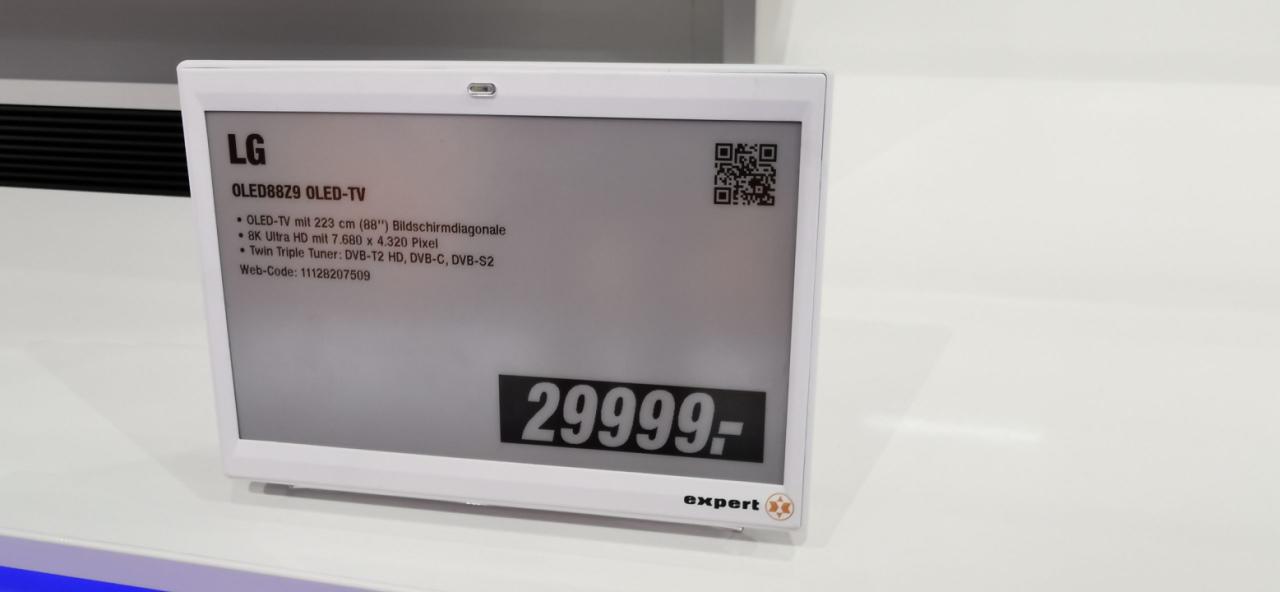 LG
OLED88Z9 OLED-TV
• OLED-TV mit 223 cm (88") Bildschirmdiagonale
• 8K Ultra HD mit 7.680 x 4.320 Pixel
• Twin Triple Tuner: DVB-T2 HD, DVB-C, DVB-S2
Web-Code: 11128207509
29999.-
expert